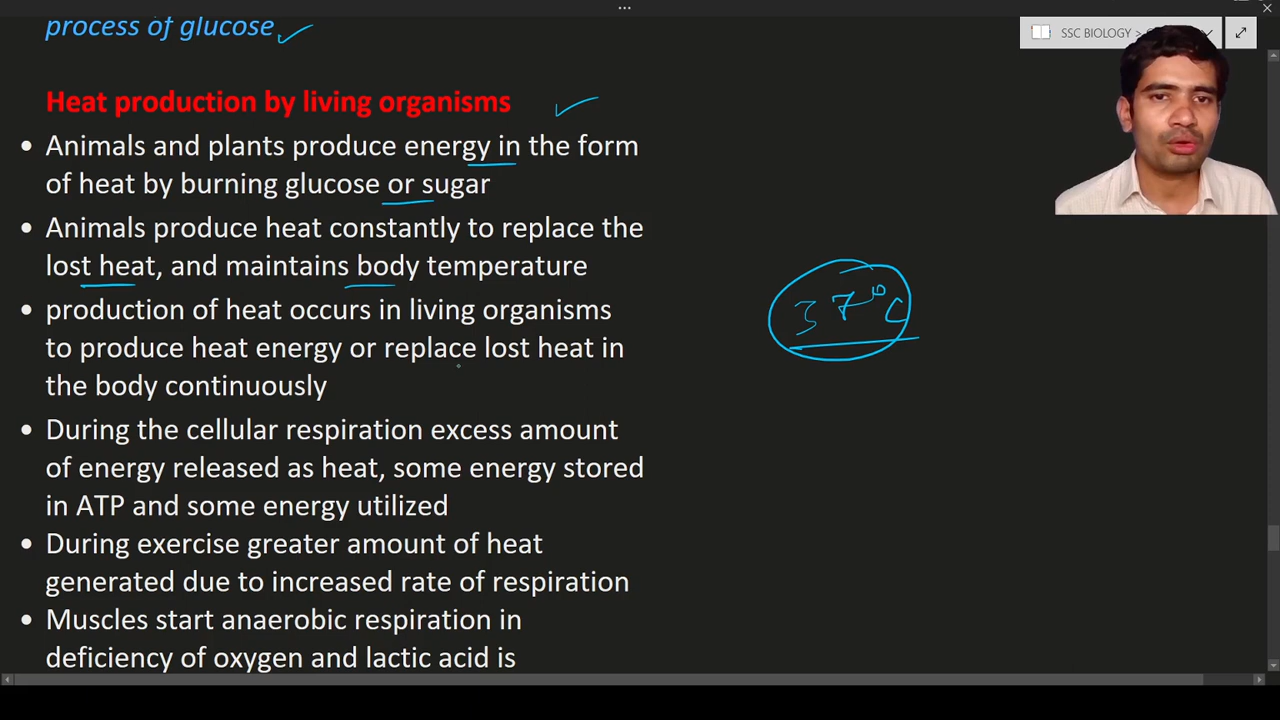 process of glucose
SSC BIOLOGY >
Heat production by living organisms
• Animals and plants produce energy in the form
of heat by burning glucose or sugar
• Animals produce heat constantly to replace the
lost heat, and maintains body temperature
• production of heat occurs in living organisms
to produce heat energy or replace lost heat in
the body continuously
37°C
• During the cellular respiration excess amount
of energy released as heat, some energy stored
in ATP and some energy utilized
• During exercise greater amount of heat
generated due to increased rate of respiration
• Muscles start anaerobic respiration in
deficiency of oxygen and lactic acid is